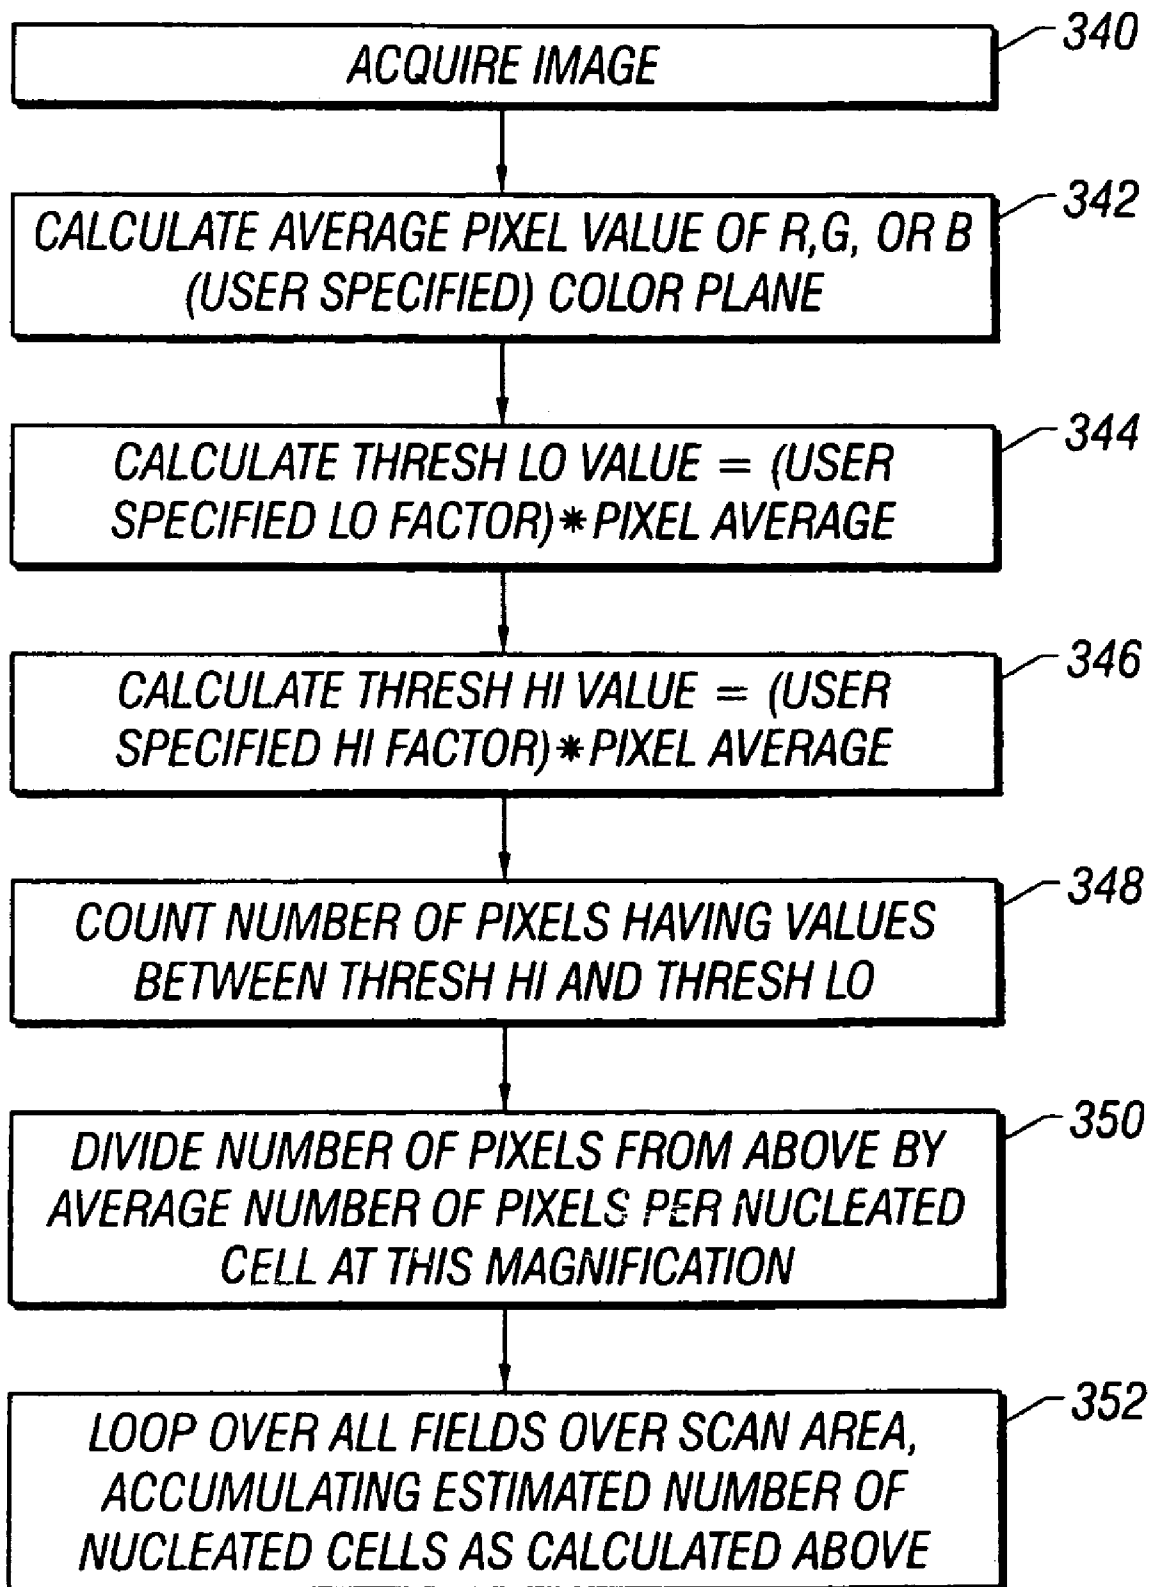 340
ACQUIRE IMAGE
342
CALCULATE AVERAGE PIXEL VALUE OF R,G, OR B
(USER SPECIFIED) COLOR PLANE
344
CALCULATE THRESH LO VALUE = (USER
SPECIFIED LO FACTOR)*PIXEL AVERAGE
346
CALCULATE THRESH HI VALUE = (USER
SPECIFIED HI FACTOR)*PIXEL AVERAGE
348
COUNT NUMBER OF PIXELS HAVING VALUES
BETWEEN THRESH HI AND THRESH LO
350
DIVIDE NUMBER OF PIXELS FROM ABOVE BY
AVERAGE NUMBER OF PIXELS PER NUCLEATED
CELL AT THIS MAGNIFICATION
352
LOOP OVER ALL FIELDS OVER SCAN AREA,
ACCUMULATING ESTIMATED NUMBER OF
NUCLEATED CELLS AS CALCULATED ABOVE